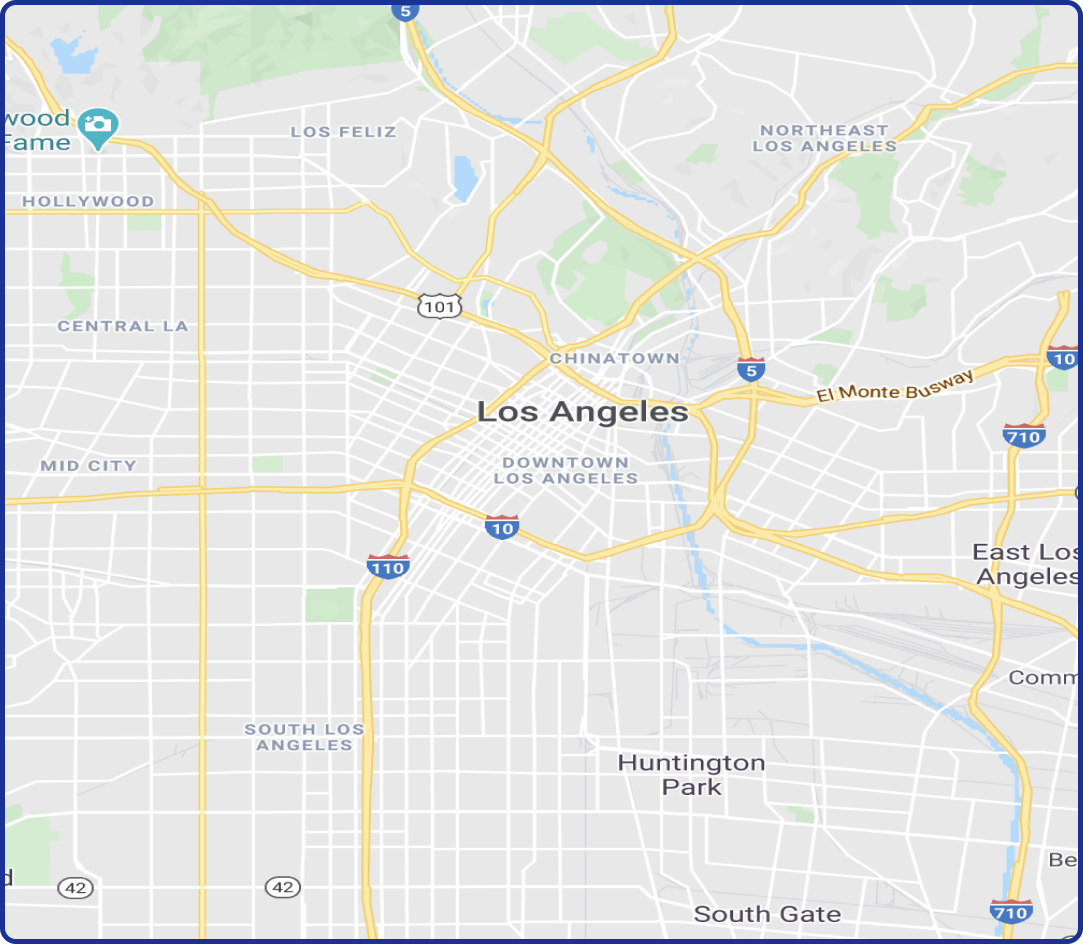 5
wood
Fame
LOS FELIZ
NORTHEAST
LOS ANGELES
HOLLYWOOD
101
CENTRAL LA
CHINATOWN
5
10
El Monte Busway
Los Angeles
710
MID CITY
DOWNTOWN
LOS ANGELES
10
110
East Los
Angeles
Comm
SOUTH LOS
ANGELES
Huntington
Park
Be
d
42
42
South Gate
710